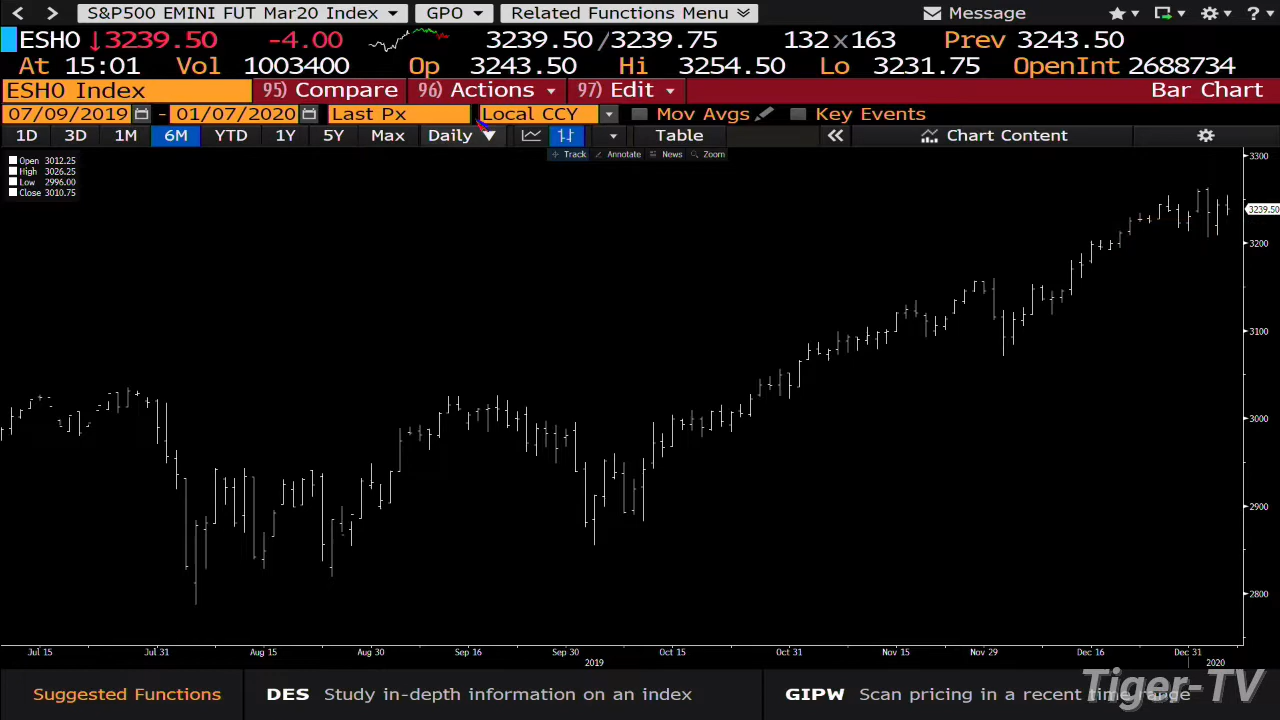 S&P500 EMINI FUT Mar20 Index GPO Related Functions Menu Message ?
ESH0 ↓3239.50 -4.00 3239.50/3239.75 132×163 Prev 3243.50
At 15:01 Vol 1003400 Op 3243.50 Hi 3254.50 Lo 3231.75 OpenInt 2688734
ESH0 Index 95) Compare 96) Actions 97) Edit Bar Chart
07/09/2019 - 01/07/2020 Last Px Local CCY Mov Avgs Key Events
1D 3D 1M 6M YTD 1Y 5Y Max Daily ▼ Table « Chart Content
Track Annotate News Zoom
Open 3012.25
High 3026.25
Low 2996.00
Close 3010.75
3300
3239.50
3200
3100
3000
2900
2800
Jul 15 Jul 31 Aug 15 Aug 30 Sep 16 Sep 30 Oct 15 Oct 31 Nov 15 Nov 29 Dec 16 Dec 31
2019 2020
Suggested Functions DES Study in-depth information on an index GIPW Scan pricing in a recent time range
Tiger-TV